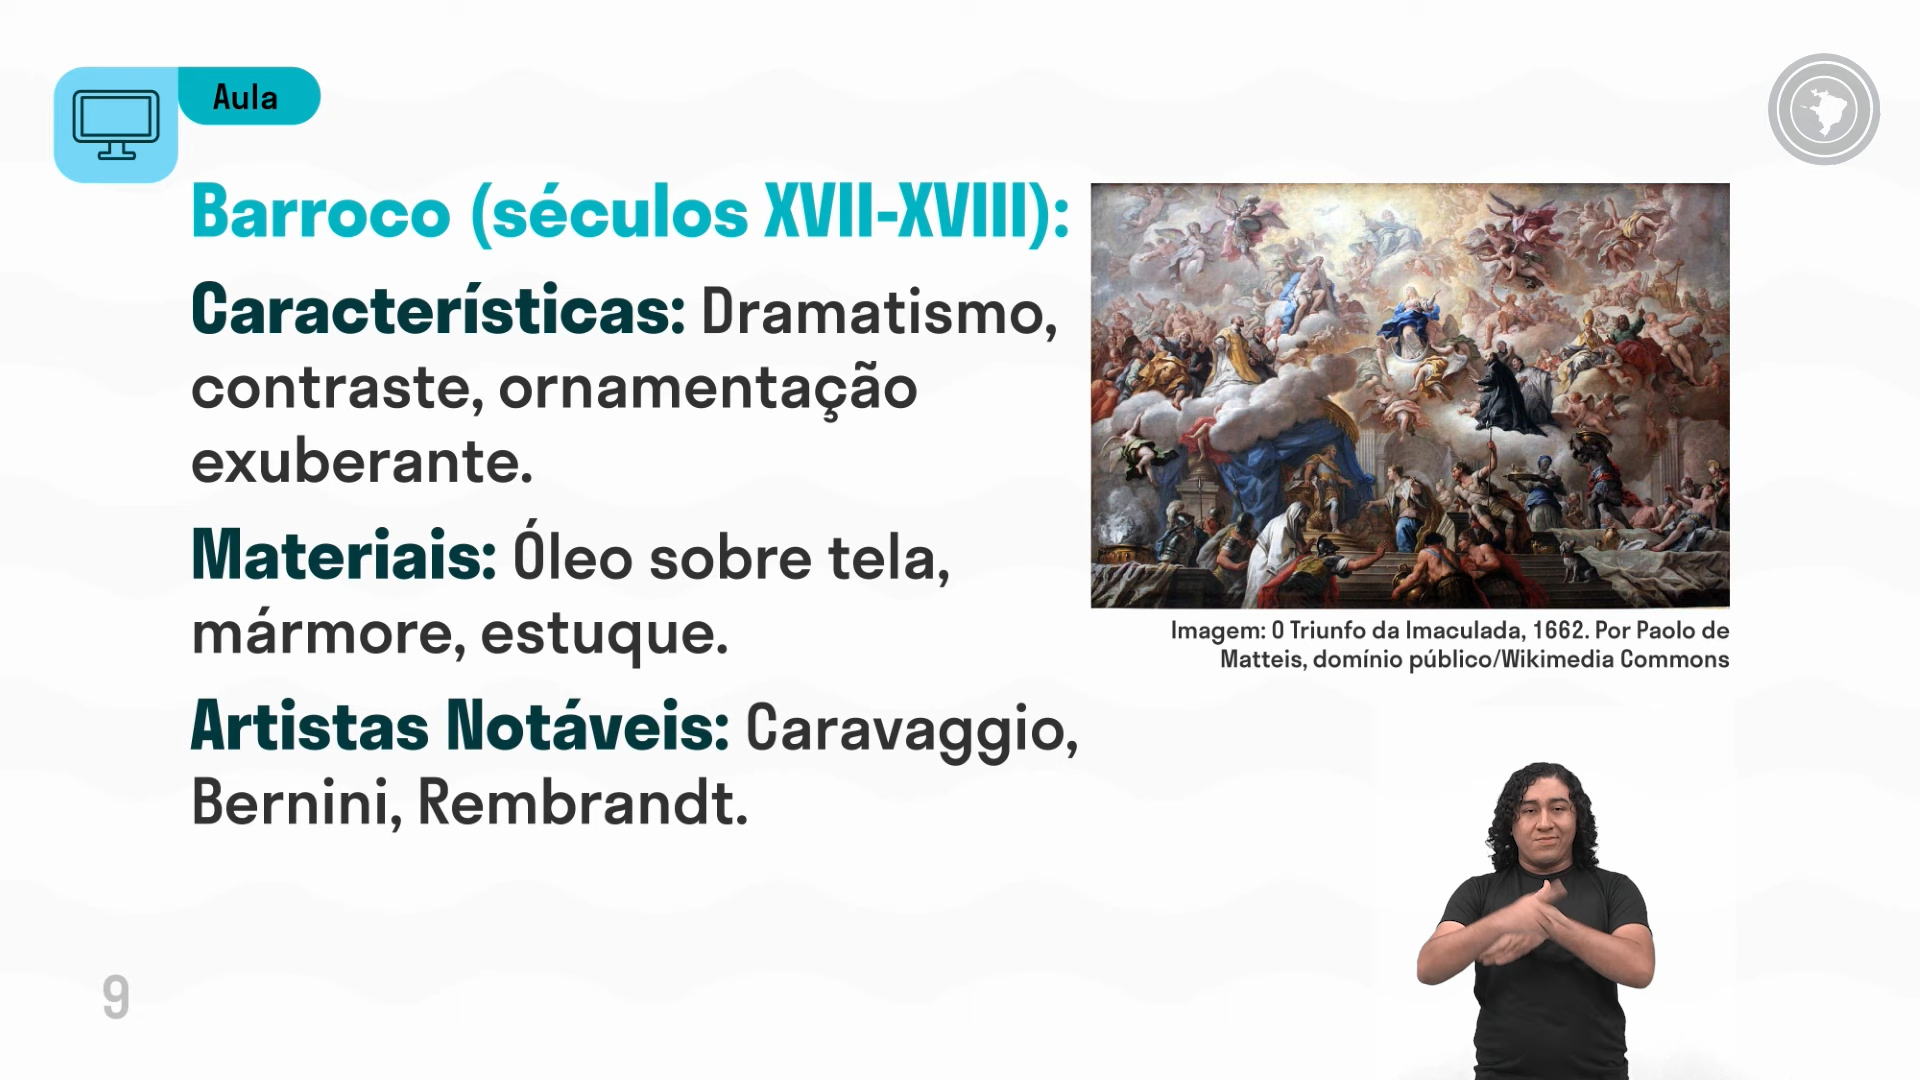 Aula
Barroco (séculos XVII-XVIII):
Características: Dramatismo,
contraste, ornamentação
exuberante.
Materiais: Óleo sobre tela,
mármore, estuque.
Artistas Notáveis: Caravaggio,
Bernini, Rembrandt.
Imagem: O Triunfo da Imaculada, 1662. Por Paolo de
Matteis, domínio público/Wikimedia Commons
9